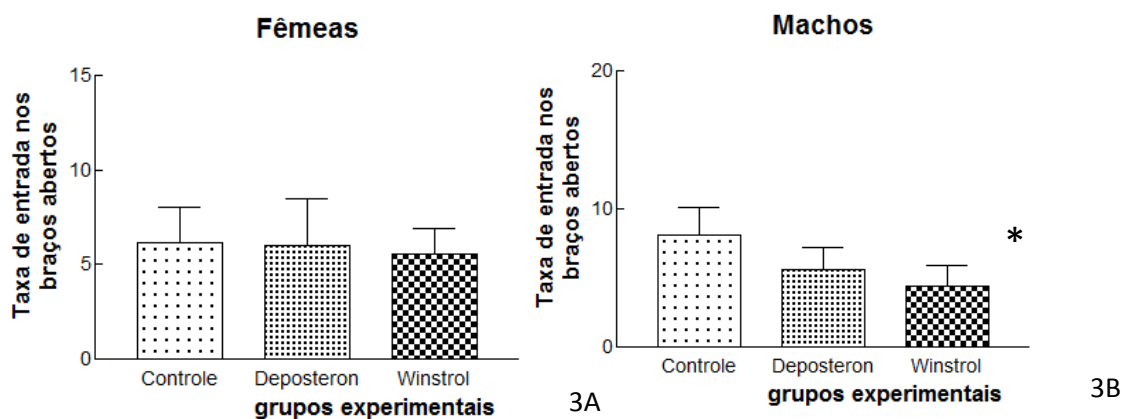 Fêmeas
Taxa de entrada nos
braços abertos
15
10
5
0
Controle
Deposteron
Winstrol
grupos experimentais
3A
Machos
Taxa de entrada nos
braços abertos
20
10
0
*
Controle
Deposteron
Winstrol
grupos experimentais
3B